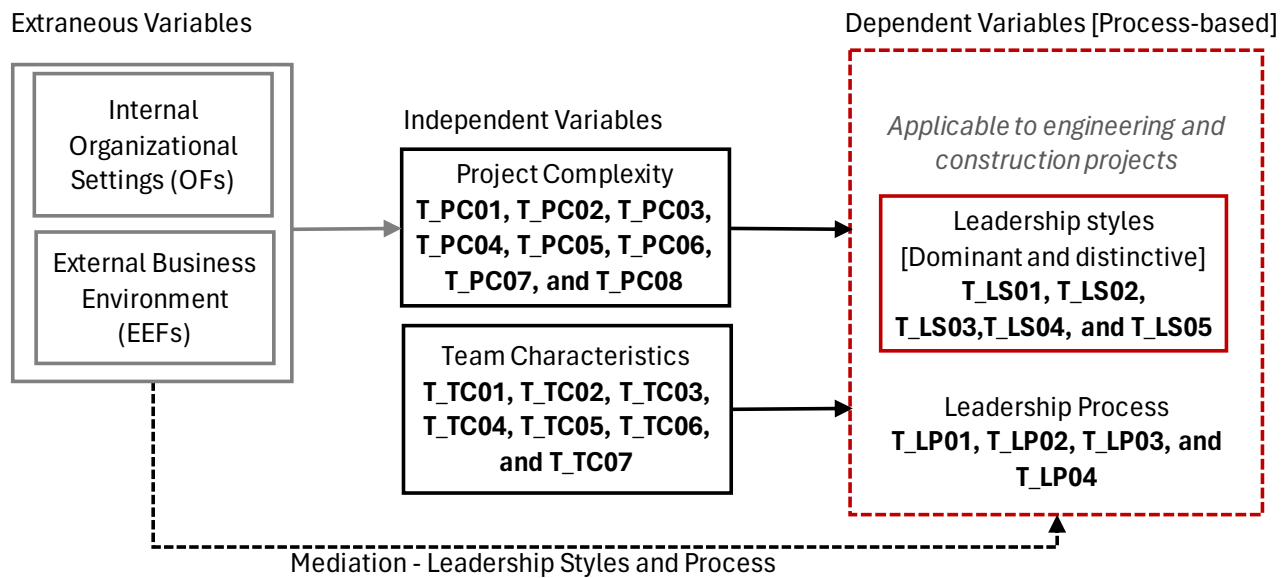 Extraneous Variables
Internal
Organizational
Settings (OFs)
External Business
Environment
(EEFs)
Independent Variables
Project Complexity
T_PC01, T_PC02, T_PC03,
T_PC04, T_PC05, T_PC06,
T_PC07, and T_PC08
Team Characteristics
T_TC01, T_TC02, T_TC03,
T_TC04, T_TC05, T_TC06,
and T_TC07
Dependent Variables [Process-based]
Applicable to engineering and
construction projects
Leadership styles
[Dominant and distinctive]
T_LS01, T_LS02,
T_LS03,T_LS04, and T_LS05
Leadership Process
T_LP01, T_LP02, T_LP03, and
T_LP04
Mediation - Leadership Styles and Process